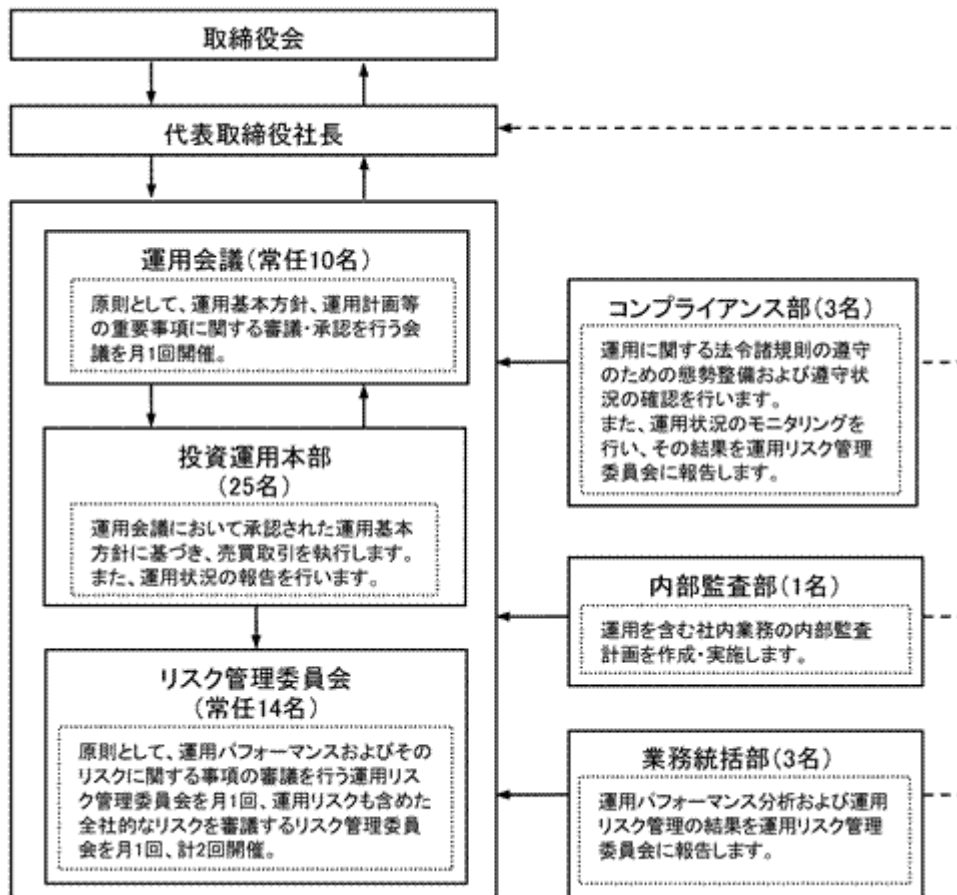 取締役会
代表取締役社長
運用会議(常任10名)
原則として、運用基本方針、運用計画等
の重要事項に関する審議・承認を行う会
議を月1回開催。
投資運用本部
(25名)
運用会議において承認された運用基本
方針に基づき、売買取引を執行します。
また、運用状況の報告を行います。
リスク管理委員会
(常任14名)
原則として、運用パフォーマンスおよびその
リスクに関する事項の審議を行う運用リス
ク管理委員会を月1回、運用リスクも含めた
全社的なリスクを審議するリスク管理委員
会を月1回、計2回開催。
コンプライアンス部(3名)
運用に関する法令諸規則の遵守
のための態勢整備および遵守状
況の確認を行います。
また、運用状況のモニタリングを
行い、その結果を運用リスク管理
委員会に報告します。
内部監査部(1名)
運用を含む社内業務の内部監査
計画を作成・実施します。
業務統括部(3名)
運用パフォーマンス分析および運用
リスク管理の結果を運用リスク管理
委員会に報告します。